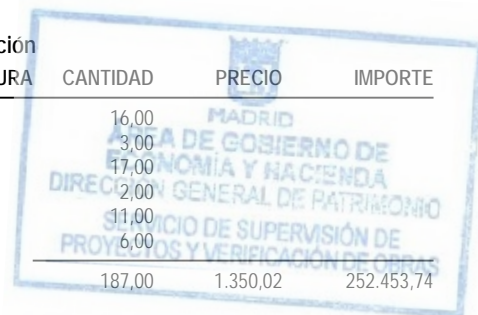 ción
URA CANTIDAD PRECIO IMPORTE
16,00
MADRID
3,00
ÁREA DE GOBIERNO DE
17,00
ECONOMÍA Y HACIENDA
2,00
DIRECCIÓN GENERAL DE PATRIMONIO
11,00
SERVICIO DE SUPERVISIÓN DE
6,00
PROYECTOS Y VERIFICACIÓN DE OBRAS
187,00 1.350,02 252.453,74